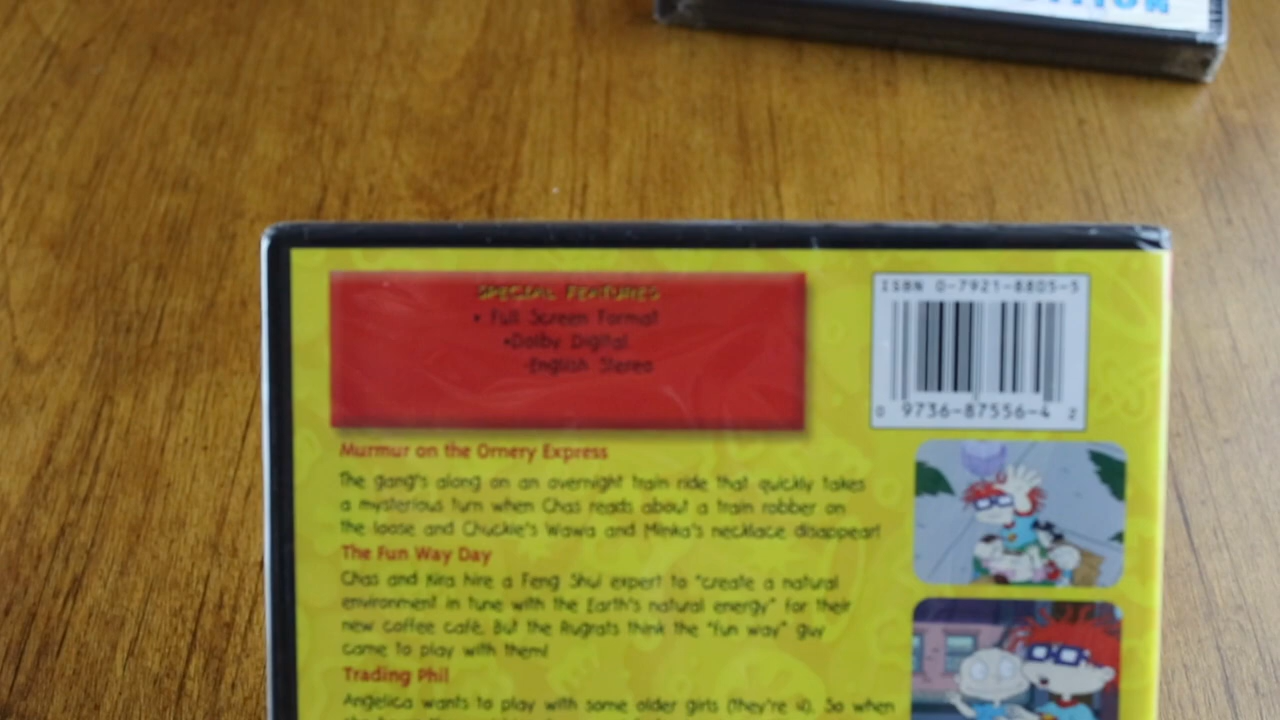 SPECIAL FEATURES
• Full Screen Format
•Dolby Digital
English Stereo
ISBN 0-7921-8805-5
0 9736-87556-4 2
Murmur on the Ornery Express
The gang's along on an overnight train ride that quickly takes
a mysterious turn when Chas reads about a train robber on
the loose and Chuckie's Wawa and Minka's necklace disappear!
The Fun Way Day
Chas and Kira hire a Feng Shui expert to "create a natural
environment in tune with the Earth's natural energy" for their
new coffee café. But the Rugrats think the "fun way" guy
came to play with them!
Trading Phil
Angelica wants to play with some older girls (they're 4). So when